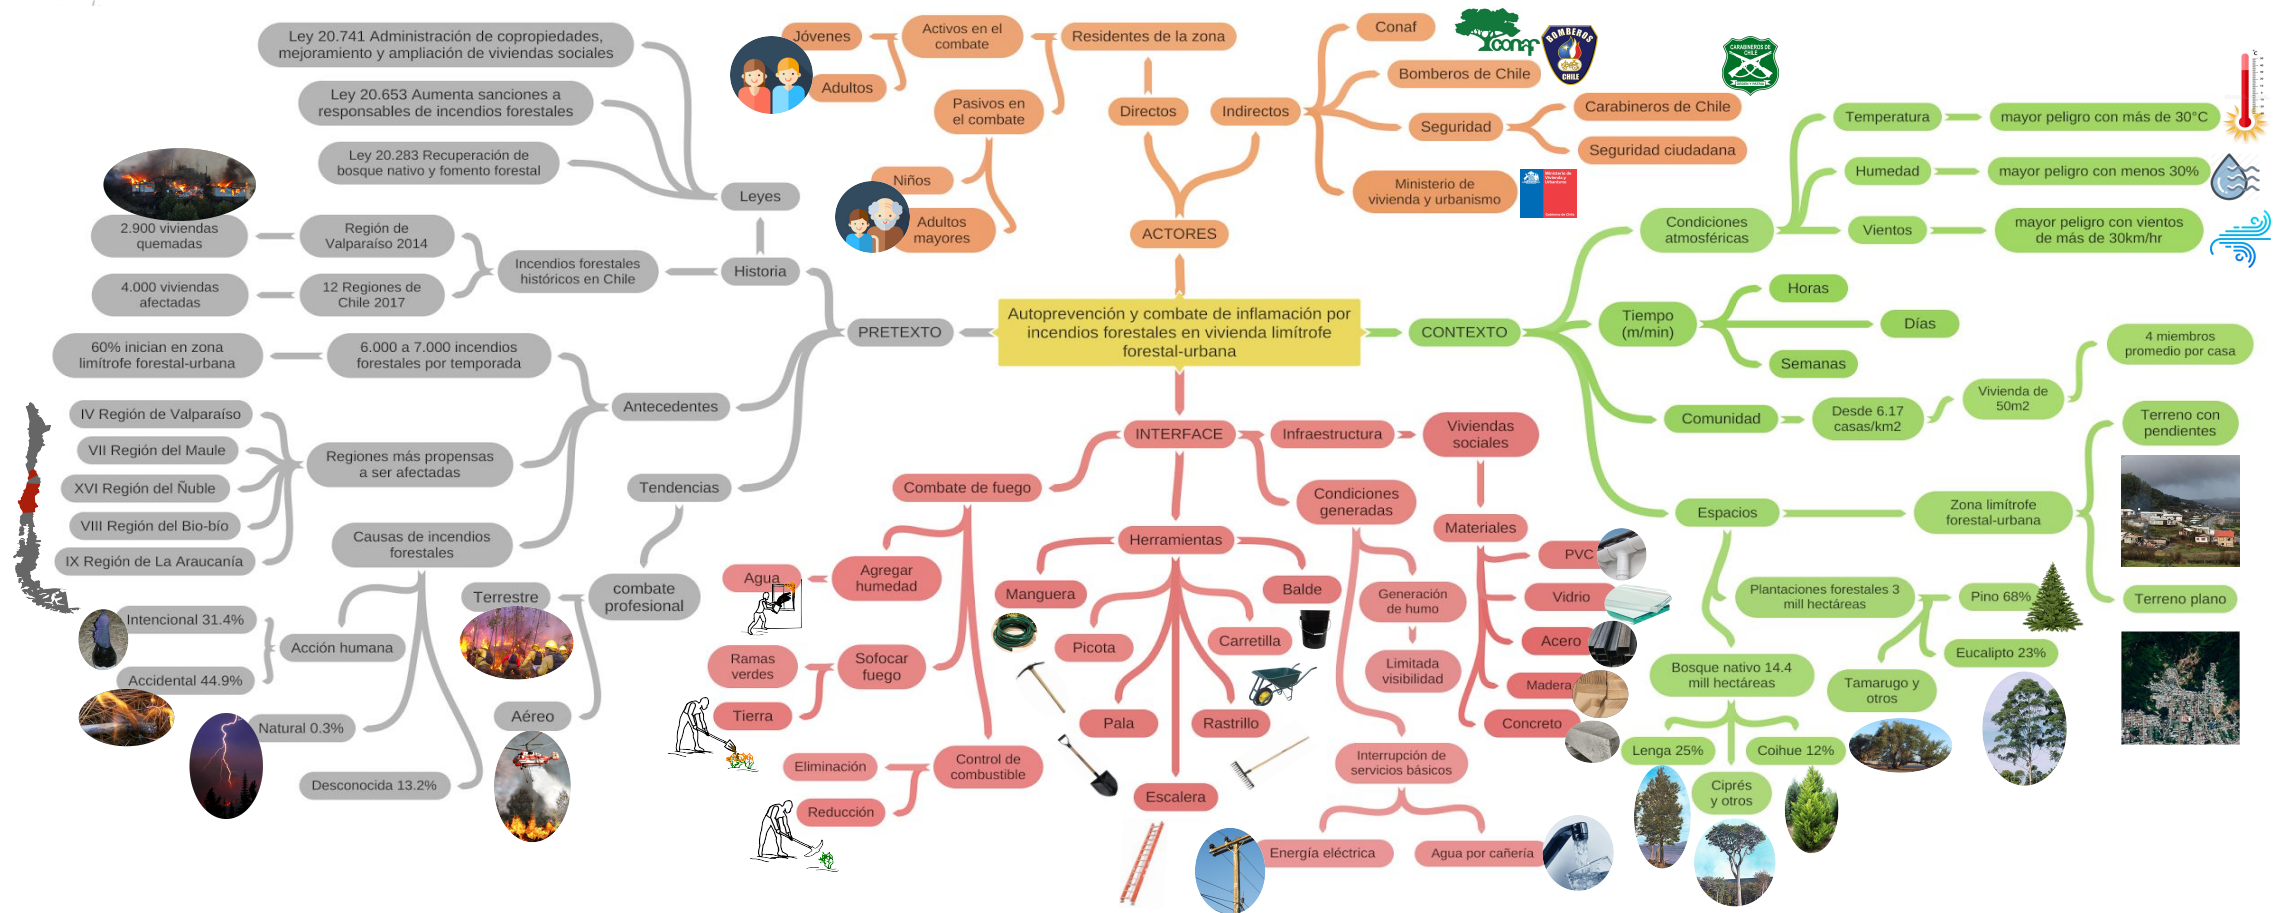 Autoprevención y combate de inflamación por
incendios forestales en vivienda limítrofe
forestal-urbana
PRETEXTO
Historia
Leyes
Ley 20.741 Administración de copropiedades,
mejoramiento y ampliación de viviendas sociales
Ley 20.653 Aumenta sanciones a
responsables de incendios forestales
Ley 20.283 Recuperación de
bosque nativo y fomento forestal
Incendios forestales
históricos en Chile
Región de
Valparaíso 2014
2.900 viviendas
quemadas
12 Regiones de
Chile 2017
4.000 viviendas
afectadas
Antecedentes
6.000 a 7.000 incendios
forestales por temporada
60% inician en zona
limítrofe forestal-urbana
Regiones más propensas
a ser afectadas
IV Región de Valparaíso
VII Región del Maule
XVI Región del Ñuble
VIII Región del Bio-bío
IX Región de La Araucanía
Causas de incendios
forestales
Acción humana
Intencional 31.4%
Accidental 44.9%
Natural 0.3%
Desconocida 13.2%
Tendencias
combate
profesional
Terrestre
Aéreo
ACTORES
Directos
Residentes de la zona
Activos en el
combate
Jóvenes
Adultos
Pasivos en
el combate
Niños
Adultos
mayores
Indirectos
Conaf
conaf
Bomberos de Chile
BOMBEROS
CHILE
Seguridad
Carabineros de Chile
CARABINEROS DE
CHILE
Seguridad ciudadana
Ministerio de
vivienda y urbanismo
Ministerio de
Vivienda y
Urbanismo
Gobierno de Chile
CONTEXTO
Condiciones
atmosféricas
Temperatura
mayor peligro con más de 30°C
°C
Humedad
mayor peligro con menos 30%
Vientos
mayor peligro con vientos
de más de 30km/hr
Tiempo
(m/min)
Horas
Días
Semanas
Comunidad
Desde 6.17
casas/km2
Vivienda de
50m2
4 miembros
promedio por casa
Espacios
Zona limítrofe
forestal-urbana
Terreno con
pendientes
Terreno plano
Plantaciones forestales 3
mill hectáreas
Pino 68%
Eucalipto 23%
Tamarugo y
otros
Bosque nativo 14.4
mill hectáreas
Lenga 25%
Ciprés
y otros
Coihue 12%
INTERFACE
Infraestructura
Viviendas
sociales
Materiales
PVC
Vidrio
Acero
Madera
Concreto
Condiciones
generadas
Generación
de humo
Limitada
visibilidad
Interrupción de
servicios básicos
Energía eléctrica
Agua por cañería
Herramientas
Manguera
Picota
Pala
Escalera
Rastrillo
Carretilla
Balde
Combate de fuego
Agregar
humedad
Agua
Sofocar
fuego
Ramas
verdes
Tierra
Control de
combustible
Eliminación
Reducción